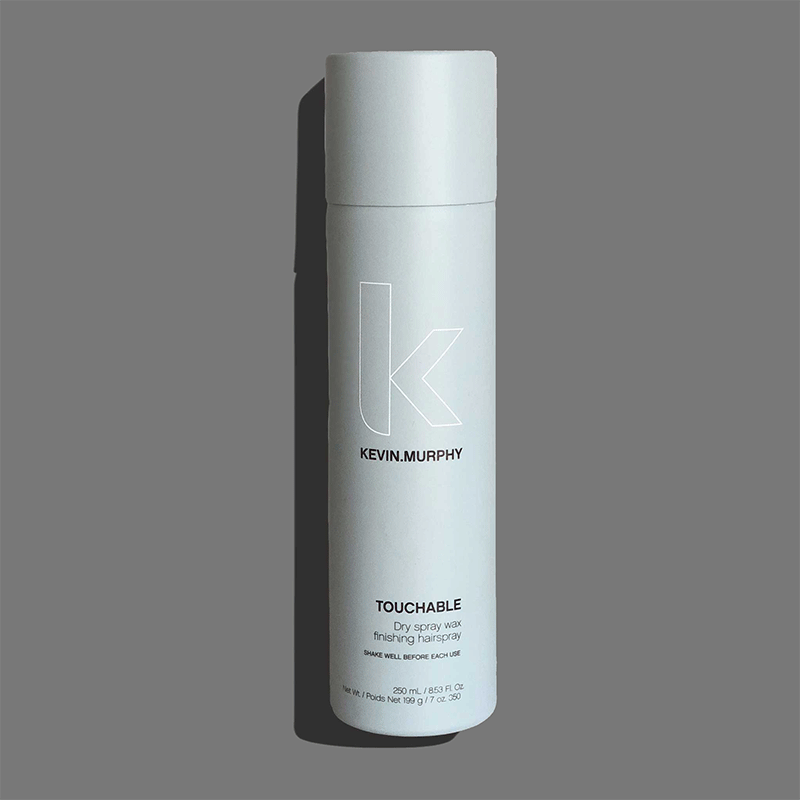 k
KEVIN.MURPHY
TOUCHABLE
Dry spray wax
finishing hairspray
SHAKE WELL BEFORE EACH USE
250 mL / 8.53 Fl. Oz.
Net Wt. / Poids Net 199 g / 7 oz. 350